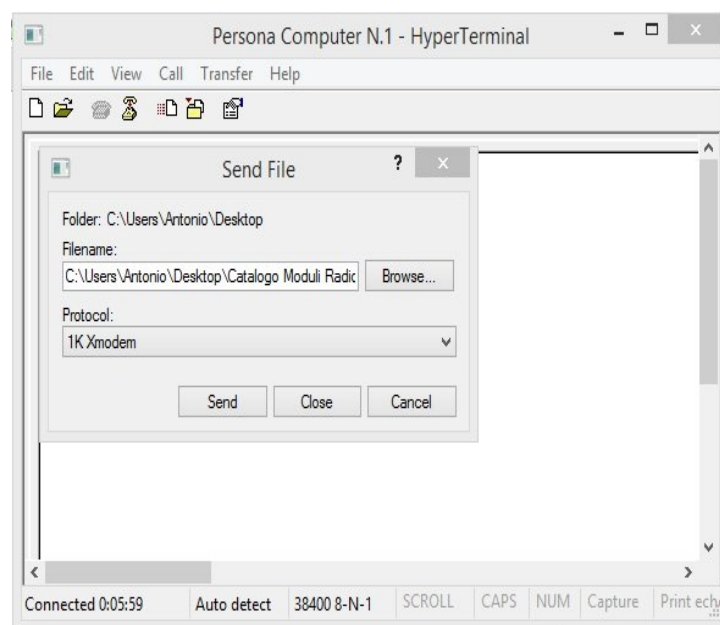 Persona Computer N.1 - HyperTerminal
File Edit View Call Transfer Help
Send File ?
Folder: C:\Users\Antonio\Desktop
Filename:
C:\Users\Antonio\Desktop\Catalogo Moduli Radic Browse...
Protocol:
1K Xmodem
Send Close Cancel
Connected 0:05:59 Auto detect 38400 8-N-1 SCROLL CAPS NUM Capture Print echo